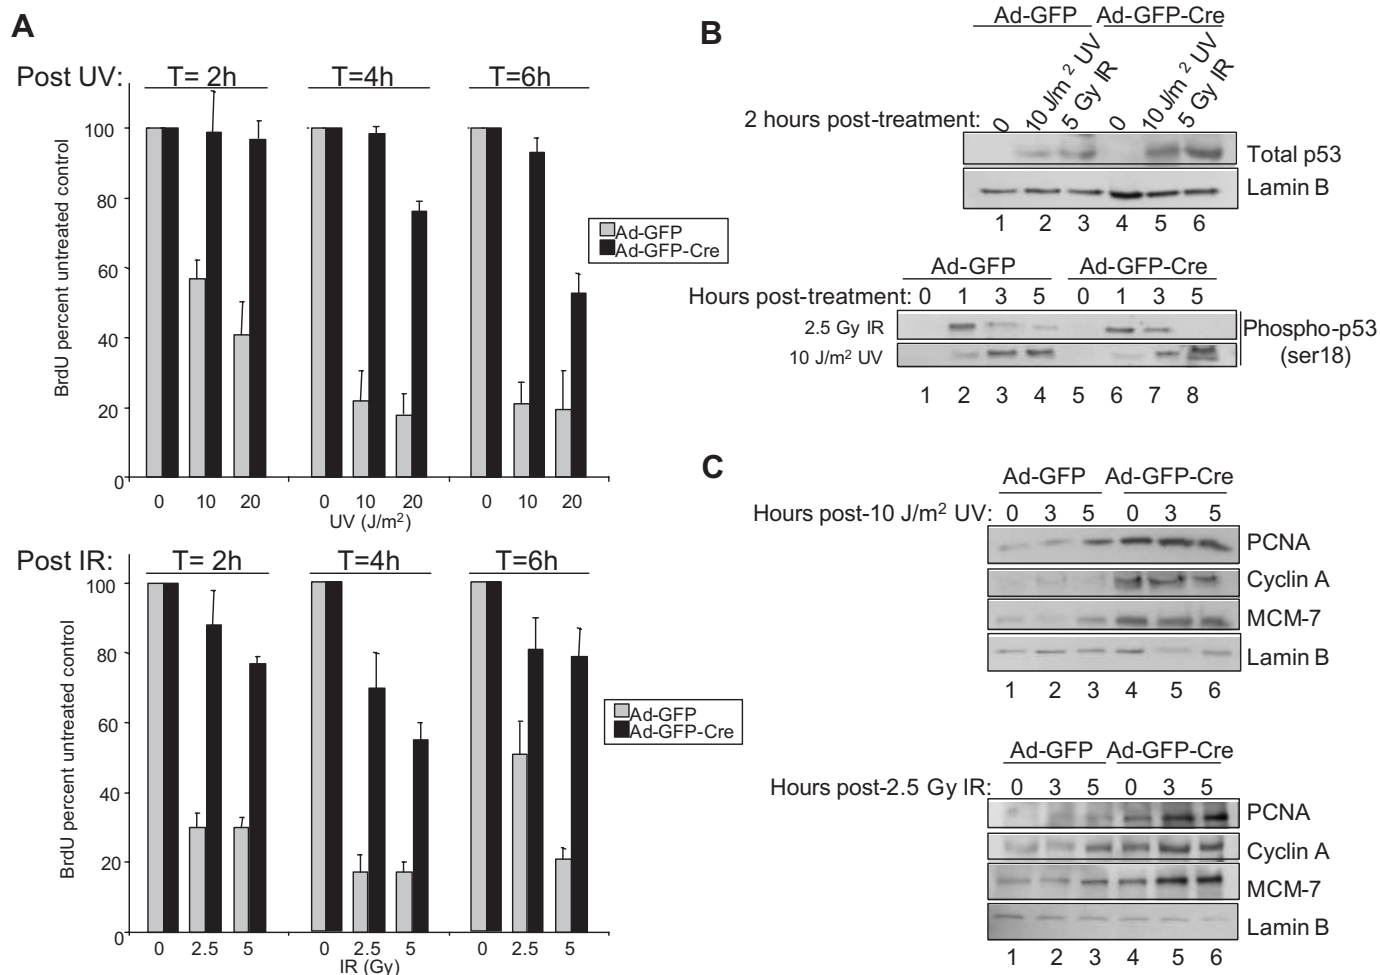 A
Post UV: T= 2h T=4h T=6h
BrdU percent untreated control
100
80
60
40
20
0
0 10 20 0 10 20 0 10 20
UV (J/m²)
Ad-GFP
Ad-GFP-Cre
Post IR: T= 2h T=4h T=6h
BrdU percent untreated control
100
80
60
40
20
0
0 2.5 5 0 2.5 5 0 2.5 5
IR (Gy)
Ad-GFP
Ad-GFP-Cre
B
Ad-GFP Ad-GFP-Cre
2 hours post-treatment: 0 10 J/m² UV 5 Gy IR 0 10 J/m² UV 5 Gy IR
Total p53
Lamin B
1 2 3 4 5 6
Ad-GFP Ad-GFP-Cre
Hours post-treatment: 0 1 3 5 0 1 3 5
2.5 Gy IR
10 J/m² UV
Phospho-p53
(ser18)
1 2 3 4 5 6 7 8
C
Ad-GFP Ad-GFP-Cre
Hours post-10 J/m² UV: 0 3 5 0 3 5
PCNA
Cyclin A
MCM-7
Lamin B
1 2 3 4 5 6
Ad-GFP Ad-GFP-Cre
Hours post-2.5 Gy IR: 0 3 5 0 3 5
PCNA
Cyclin A
MCM-7
Lamin B
1 2 3 4 5 6